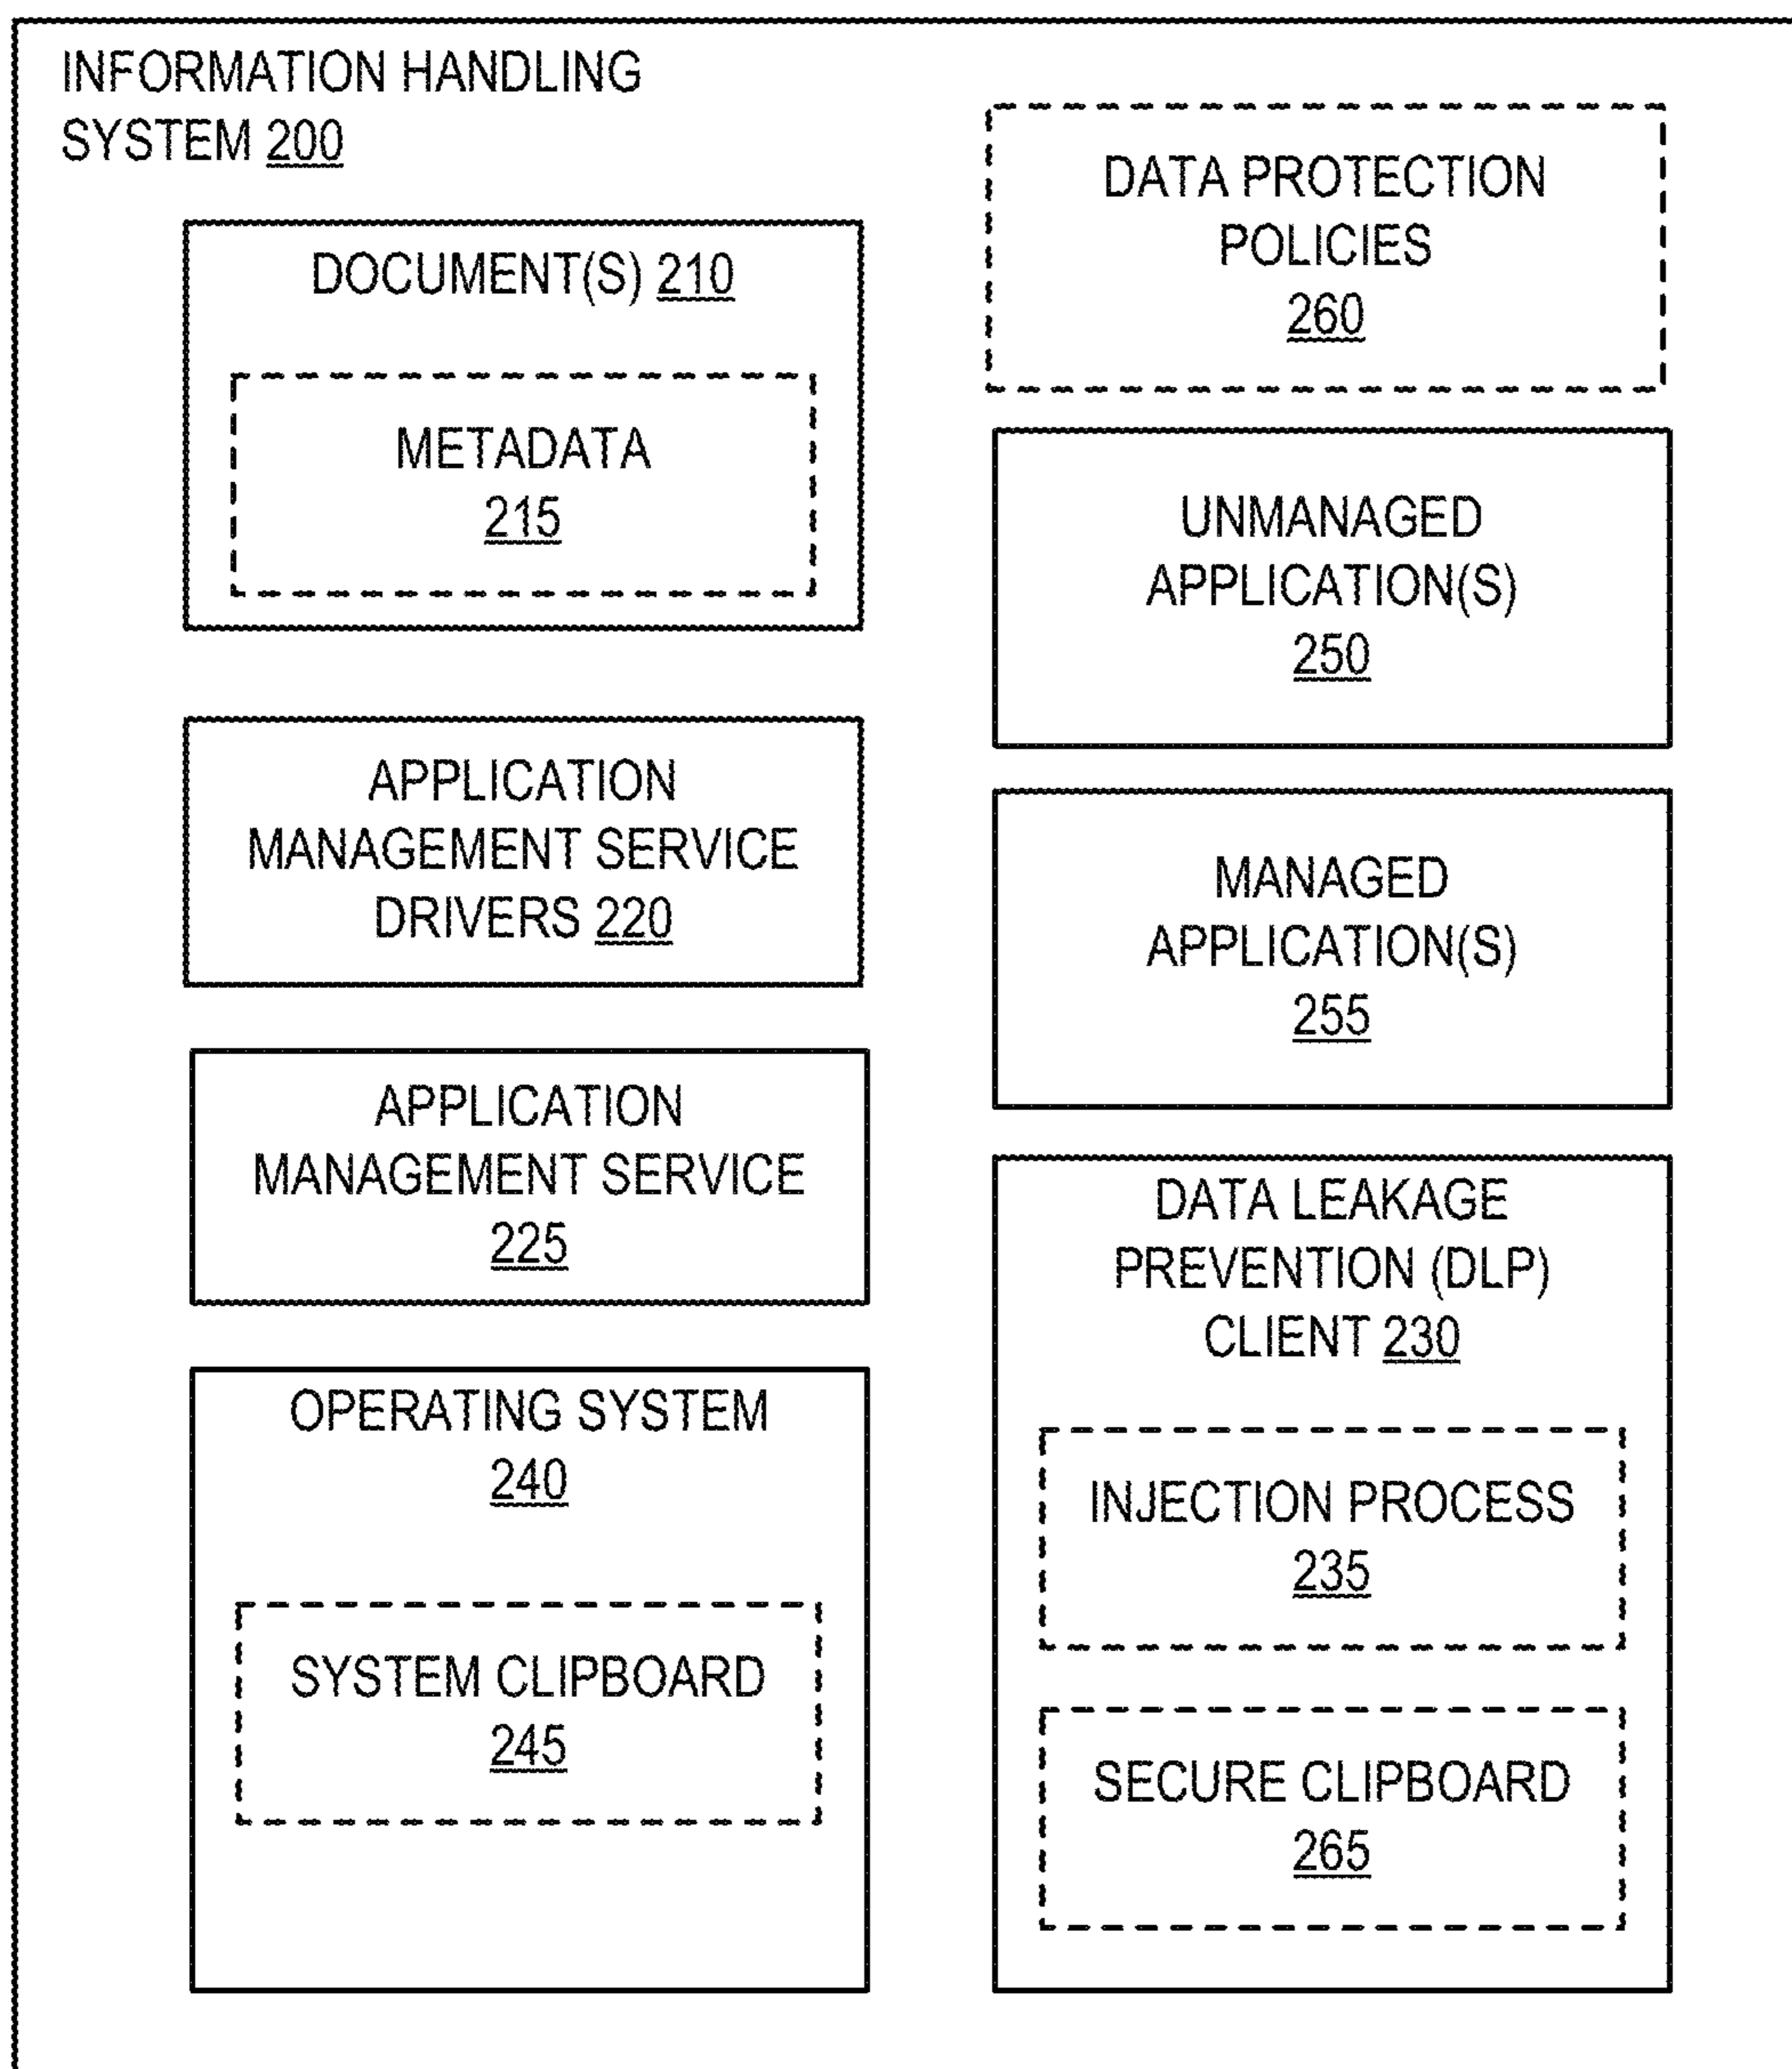 INFORMATION HANDLING
SYSTEM 200
DOCUMENT(S) 210
METADATA
215
APPLICATION
MANAGEMENT SERVICE
DRIVERS 220
APPLICATION
MANAGEMENT SERVICE
225
OPERATING SYSTEM
240
SYSTEM CLIPBOARD
245
DATA PROTECTION
POLICIES
260
UNMANAGED
APPLICATION(S)
250
MANAGED
APPLICATION(S)
255
DATA LEAKAGE
PREVENTION (DLP)
CLIENT 230
INJECTION PROCESS
235
SECURE CLIPBOARD
265